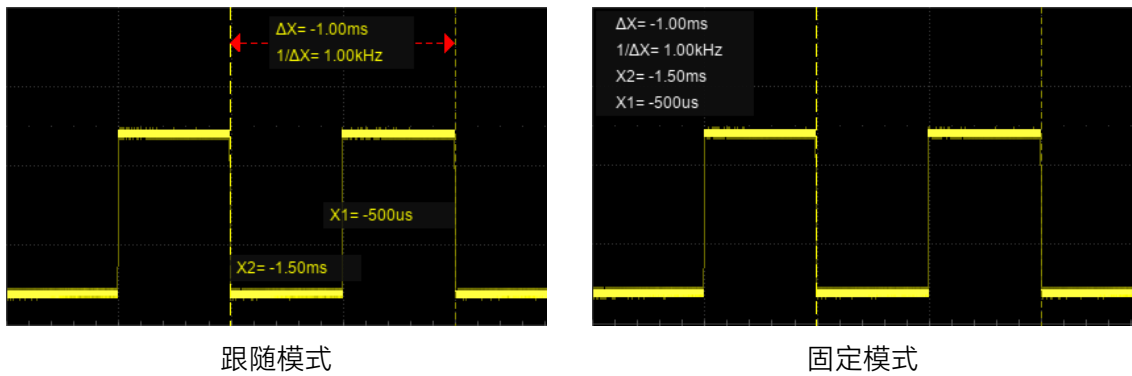 ΔX= -1.00ms
1/ΔX= 1.00kHz
X1= -500us
X2= -1.50ms
跟随模式
ΔX= -1.00ms
1/ΔX= 1.00kHz
X2= -1.50ms
X1= -500us
固定模式